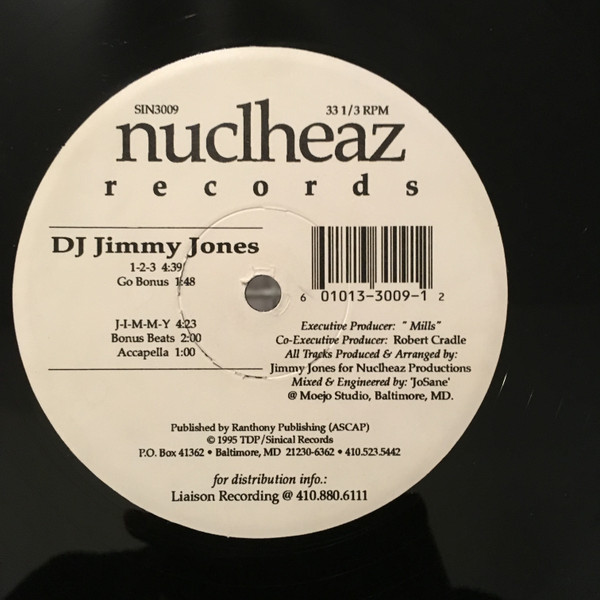 SIN3009 33 1/3 RPM
nuclheaz
records
DJ Jimmy Jones
1-2-3 4:39
Go Bonus 1:48
J-I-M-M-Y 4:23
Bonus Beats 2:00
Accapella 1:00
6 01013-3009-1 2
Executive Producer: " Mills"
Co-Executive Producer: Robert Cradle
All Tracks Produced & Arranged by:
Jimmy Jones for Nuclheaz Productions
Mixed & Engineered by: 'JoSane'
@ Moejo Studio, Baltimore, MD.
Published by Ranthony Publishing (ASCAP)
© 1995 TDP/Sinical Records
P.O. Box 41362 • Baltimore, MD 21230-6362 • 410.523.5442
for distribution info.:
Liaison Recording @ 410.880.6111